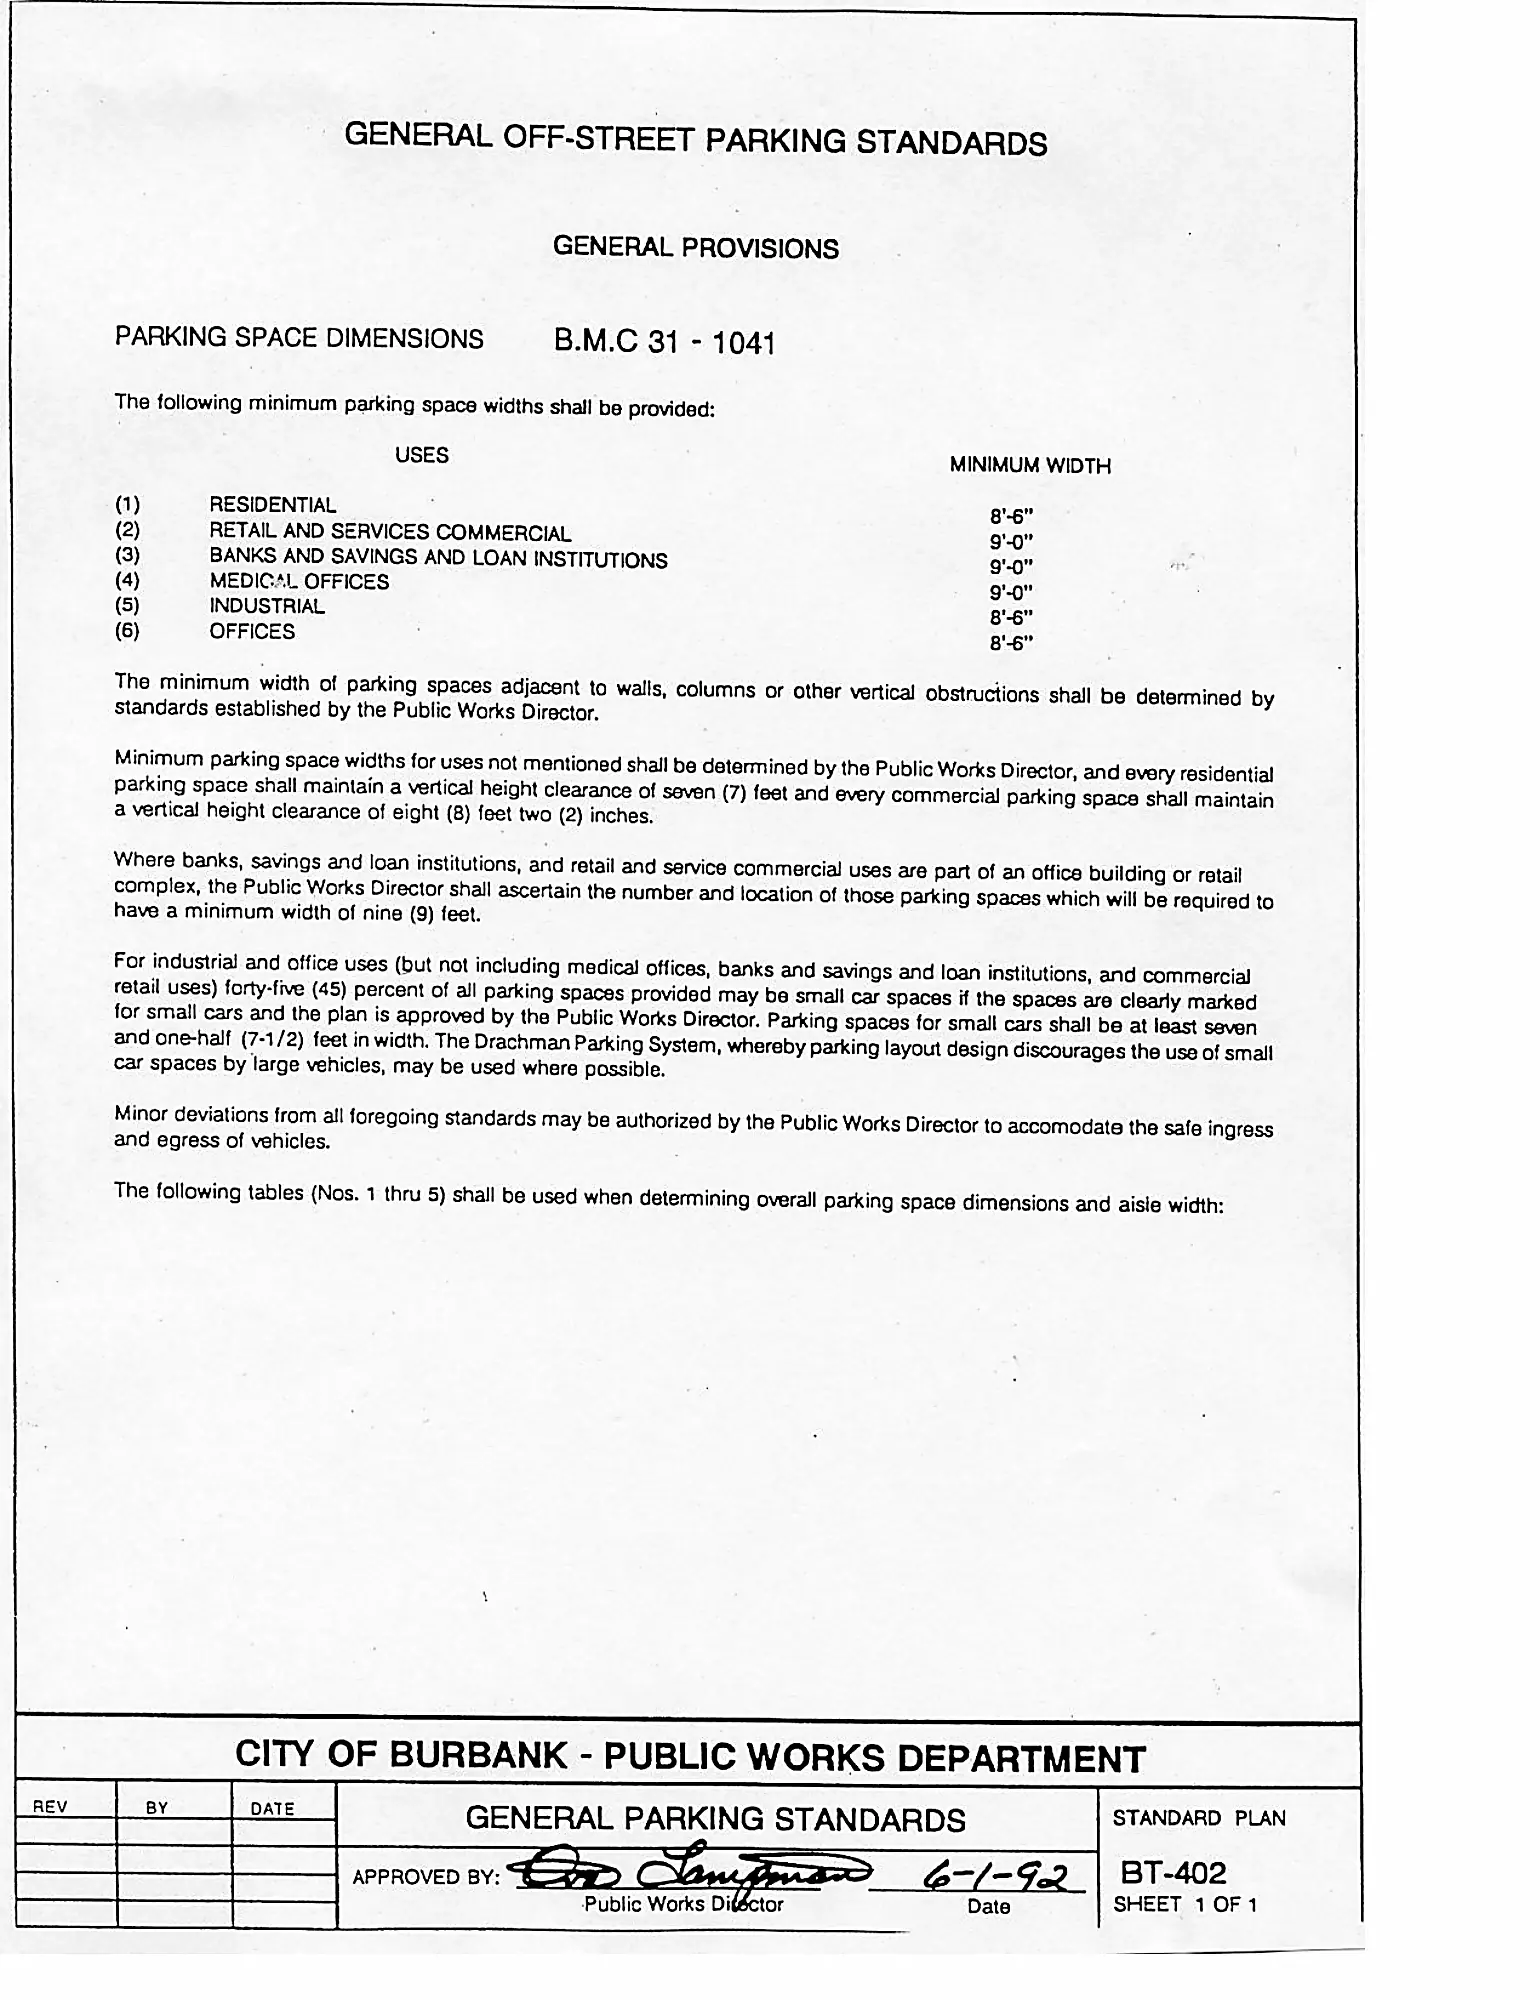 GENERAL OFF-STREET PARKING STANDARDS
GENERAL PROVISIONS
PARKING SPACE DIMENSIONS B.M.C 31 - 1041
The following minimum parking space widths shall be provided:
USES MINIMUM WIDTH
(1) RESIDENTIAL 8'-6"
(2) RETAIL AND SERVICES COMMERCIAL 9'-0"
(3) BANKS AND SAVINGS AND LOAN INSTITUTIONS 9'-0"
(4) MEDICAL OFFICES 9'-0"
(5) INDUSTRIAL 8'-6"
(6) OFFICES 8'-6"
The minimum width of parking spaces adjacent to walls, columns or other vertical obstructions shall be determined by
standards established by the Public Works Director.
Minimum parking space widths for uses not mentioned shall be determined by the Public Works Director, and every residential
parking space shall maintain a vertical height clearance of seven (7) feet and every commercial parking space shall maintain
a vertical height clearance of eight (8) feet two (2) inches.
Where banks, savings and loan institutions, and retail and service commercial uses are part of an office building or retail
complex, the Public Works Director shall ascertain the number and location of those parking spaces which will be required to
have a minimum width of nine (9) feet.
For industrial and office uses (but not including medical offices, banks and savings and loan institutions, and commercial
retail uses) forty-five (45) percent of all parking spaces provided may be small car spaces if the spaces are clearly marked
for small cars and the plan is approved by the Public Works Director. Parking spaces for small cars shall be at least seven
and one-half (7-1/2) feet in width. The Drachman Parking System, whereby parking layout design discourages the use of small
car spaces by large vehicles, may be used where possible.
Minor deviations from all foregoing standards may be authorized by the Public Works Director to accomodate the safe ingress
and egress of vehicles.
The following tables (Nos. 1 thru 5) shall be used when determining overall parking space dimensions and aisle width:
CITY OF BURBANK - PUBLIC WORKS DEPARTMENT
REV BY DATE
GENERAL PARKING STANDARDS
APPROVED BY: 6-1-92
Public Works Director Date
STANDARD PLAN
BT-402
SHEET 1 OF 1